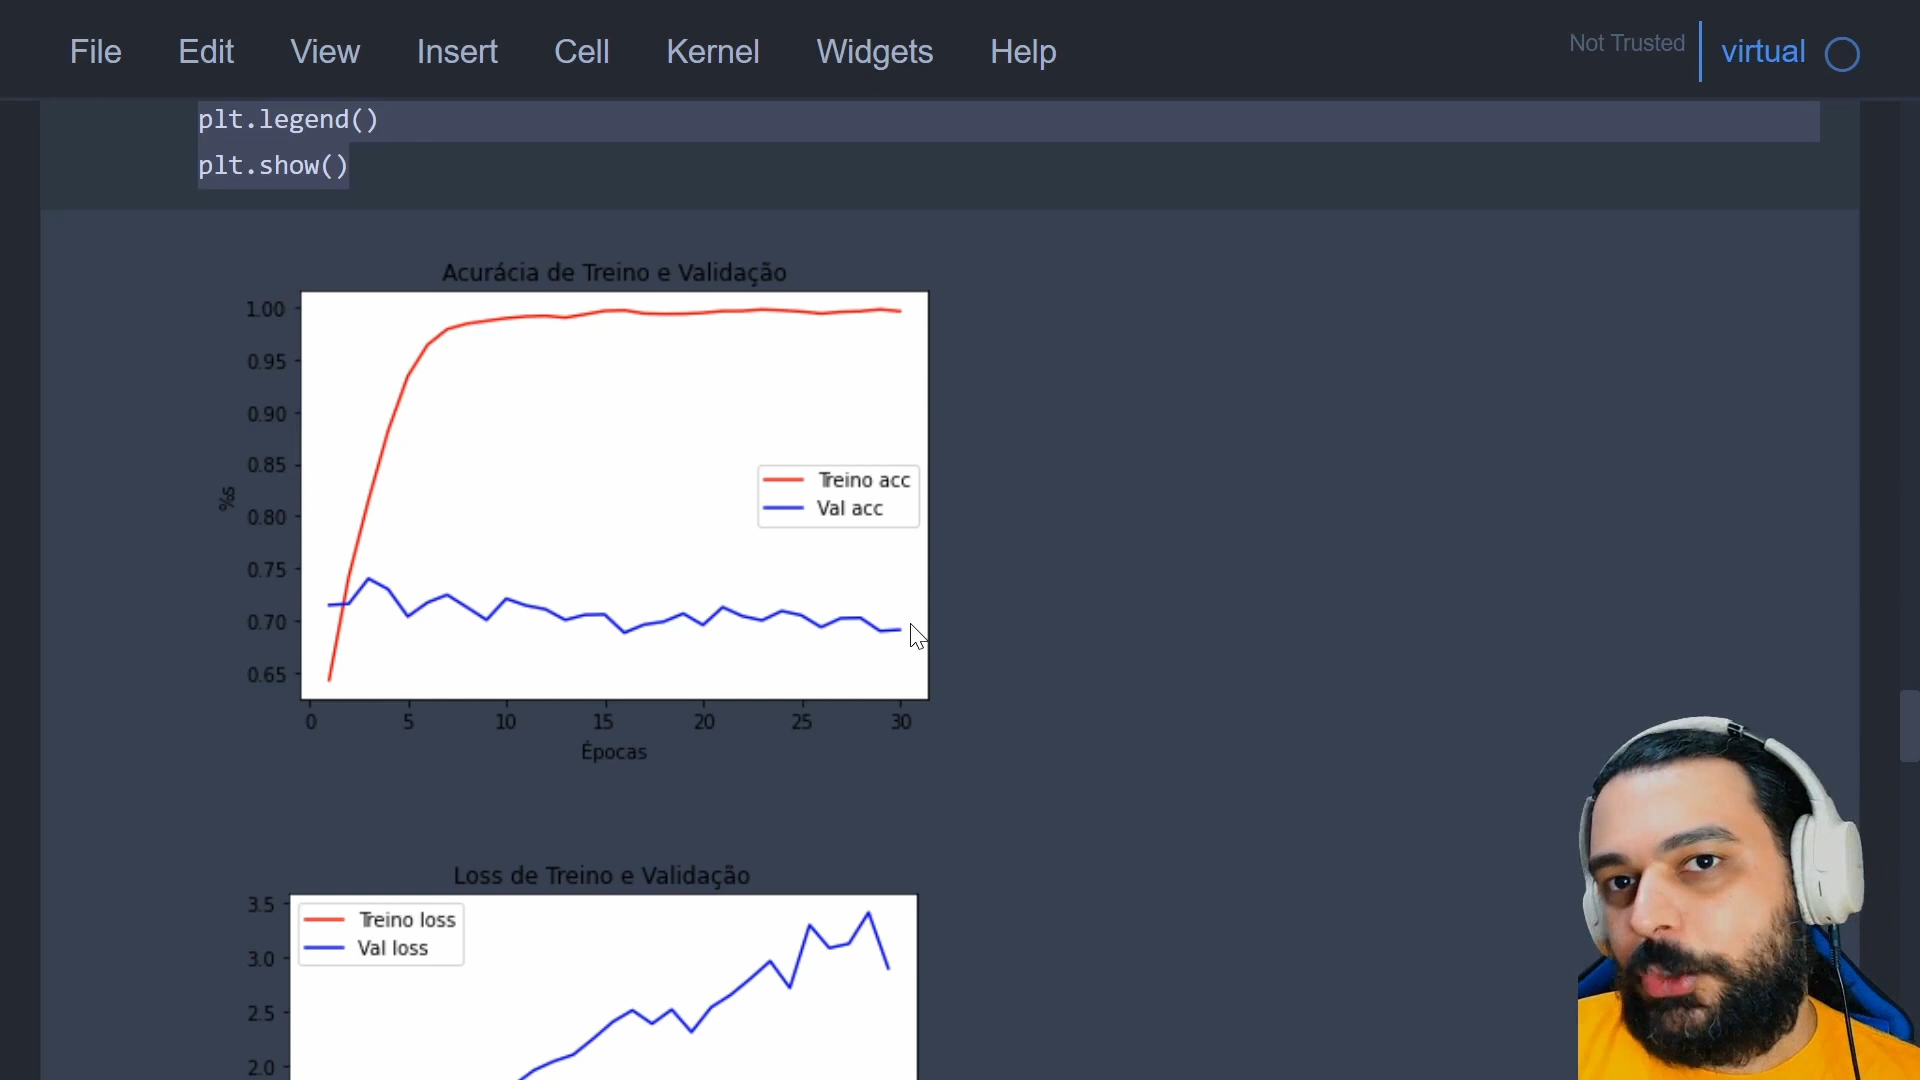 File Edit View Insert Cell Kernel Widgets Help Not Trusted virtual
plt.legend()
plt.show()
Acurácia de Treino e Validação
1.00
0.95
0.90
0.85
0.80
0.75
0.70
0.65
%s
Treino acc
Val acc
0 5 10 15 20 25 30
Épocas
Loss de Treino e Validação
3.5
3.0
2.5
2.0
Treino loss
Val loss